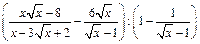 ( (x√x − 8)/(x − 3√x + 2) − 6√x/(√x − 1) ) : ( 1 − 1/(√x − 1) )